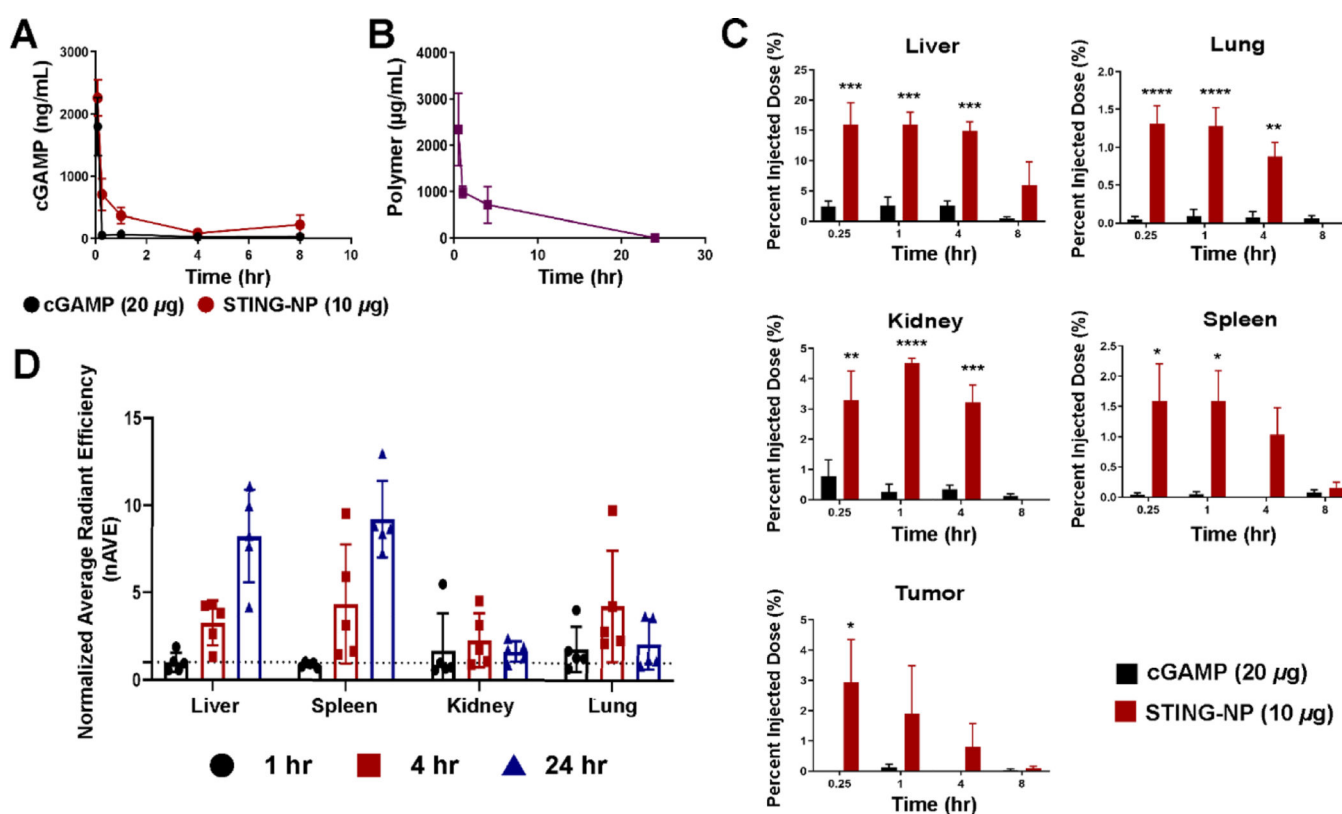 A
cGAMP (ng/mL)
3000
2000
1000
0
0 2 4 6 8 10
Time (hr)
cGAMP (20 µg) STING-NP (10 µg)
B
Polymer (µg/mL)
4000
3000
2000
1000
0
0 10 20 30
Time (hr)
C
Liver
Percent Injected Dose (%)
25
20
15
10
5
0
*** *** ***
0.25 1 4 8
Time (hr)
Lung
Percent Injected Dose (%)
2.0
1.5
1.0
0.5
0.0
**** **** **
0.25 1 4 8
Time (hr)
Kidney
Percent Injected Dose (%)
5
4
3
2
1
0
** **** ***
0.25 1 4 8
Time (hr)
Spleen
Percent Injected Dose (%)
2.5
2.0
1.5
1.0
0.5
0.0
* *
0.25 1 4 8
Time (hr)
Tumor
Percent Injected Dose (%)
5
4
3
2
1
0
*
0.25 1 4 8
Time (hr)
cGAMP (20 µg)
STING-NP (10 µg)
D
Normalized Average Radiant Efficiency
(nAVE)
15
10
5
0
Liver Spleen Kidney Lung
1 hr 4 hr 24 hr